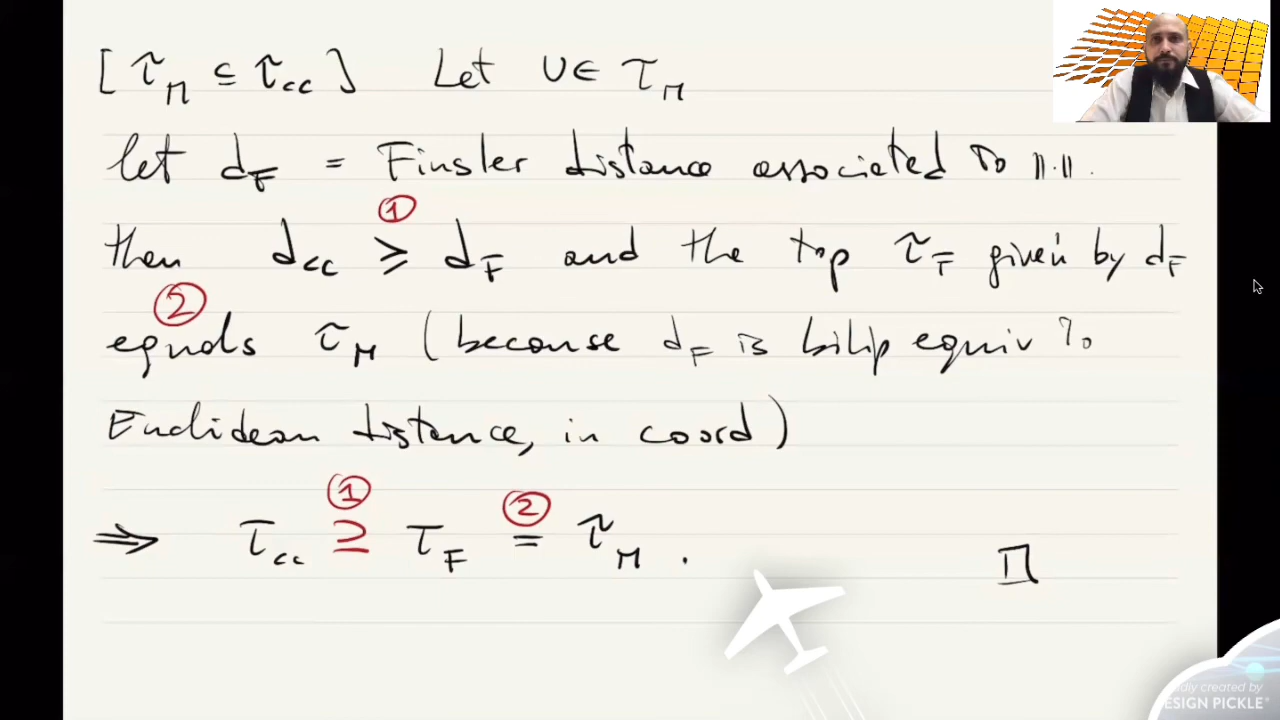 [ τ_M ⊆ τ_cc ] Let U ∈ τ_M
let d_F = Finsler distance associated to ||·||.
①
then d_cc ⩾ d_F and the top τ_F given by d_F
②
equals τ_M (because d_F is bilip equiv to
Euclidean distance, in coord)
① ②
⇒ τ_cc ⊇ τ_F = τ_M .
created by
ESIGN PICKLE